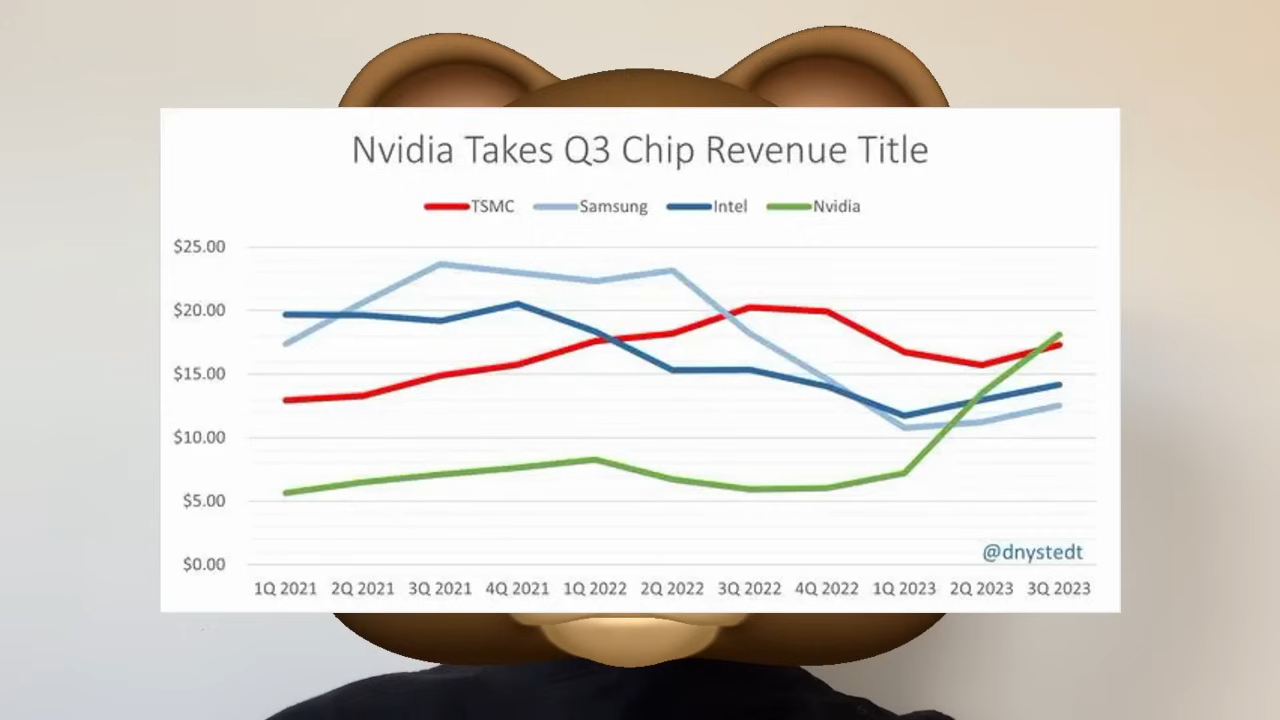 Nvidia Takes Q3 Chip Revenue Title
TSMC Samsung Intel Nvidia
$25.00
$20.00
$15.00
$10.00
$5.00
$0.00
@dnystedt
1Q 2021 2Q 2021 3Q 2021 4Q 2021 1Q 2022 2Q 2022 3Q 2022 4Q 2022 1Q 2023 2Q 2023 3Q 2023